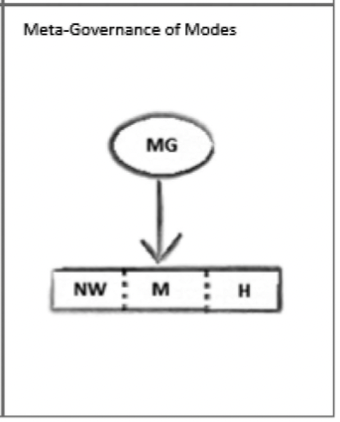 Meta-Governance of Modes
MG
NW M H